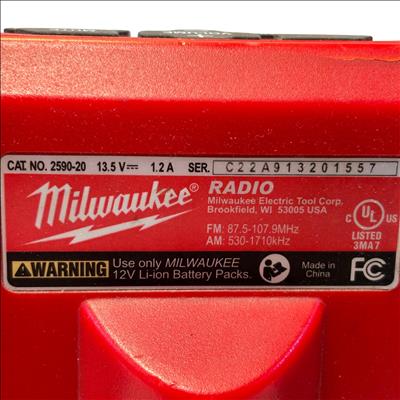 VOLUME
CAT. NO. 2590-20 13.5 V⎓ 1.2 A SER. C22A913201557
Milwaukee®
RADIO
Milwaukee Electric Tool Corp.
Brookfield, WI 53005 USA
FM: 87.5-107.9MHz
AM: 530-1710kHz
C UL US
LISTED
3MA7
WARNING Use only MILWAUKEE
12V Li-ion Battery Packs.
Made in
China
FC